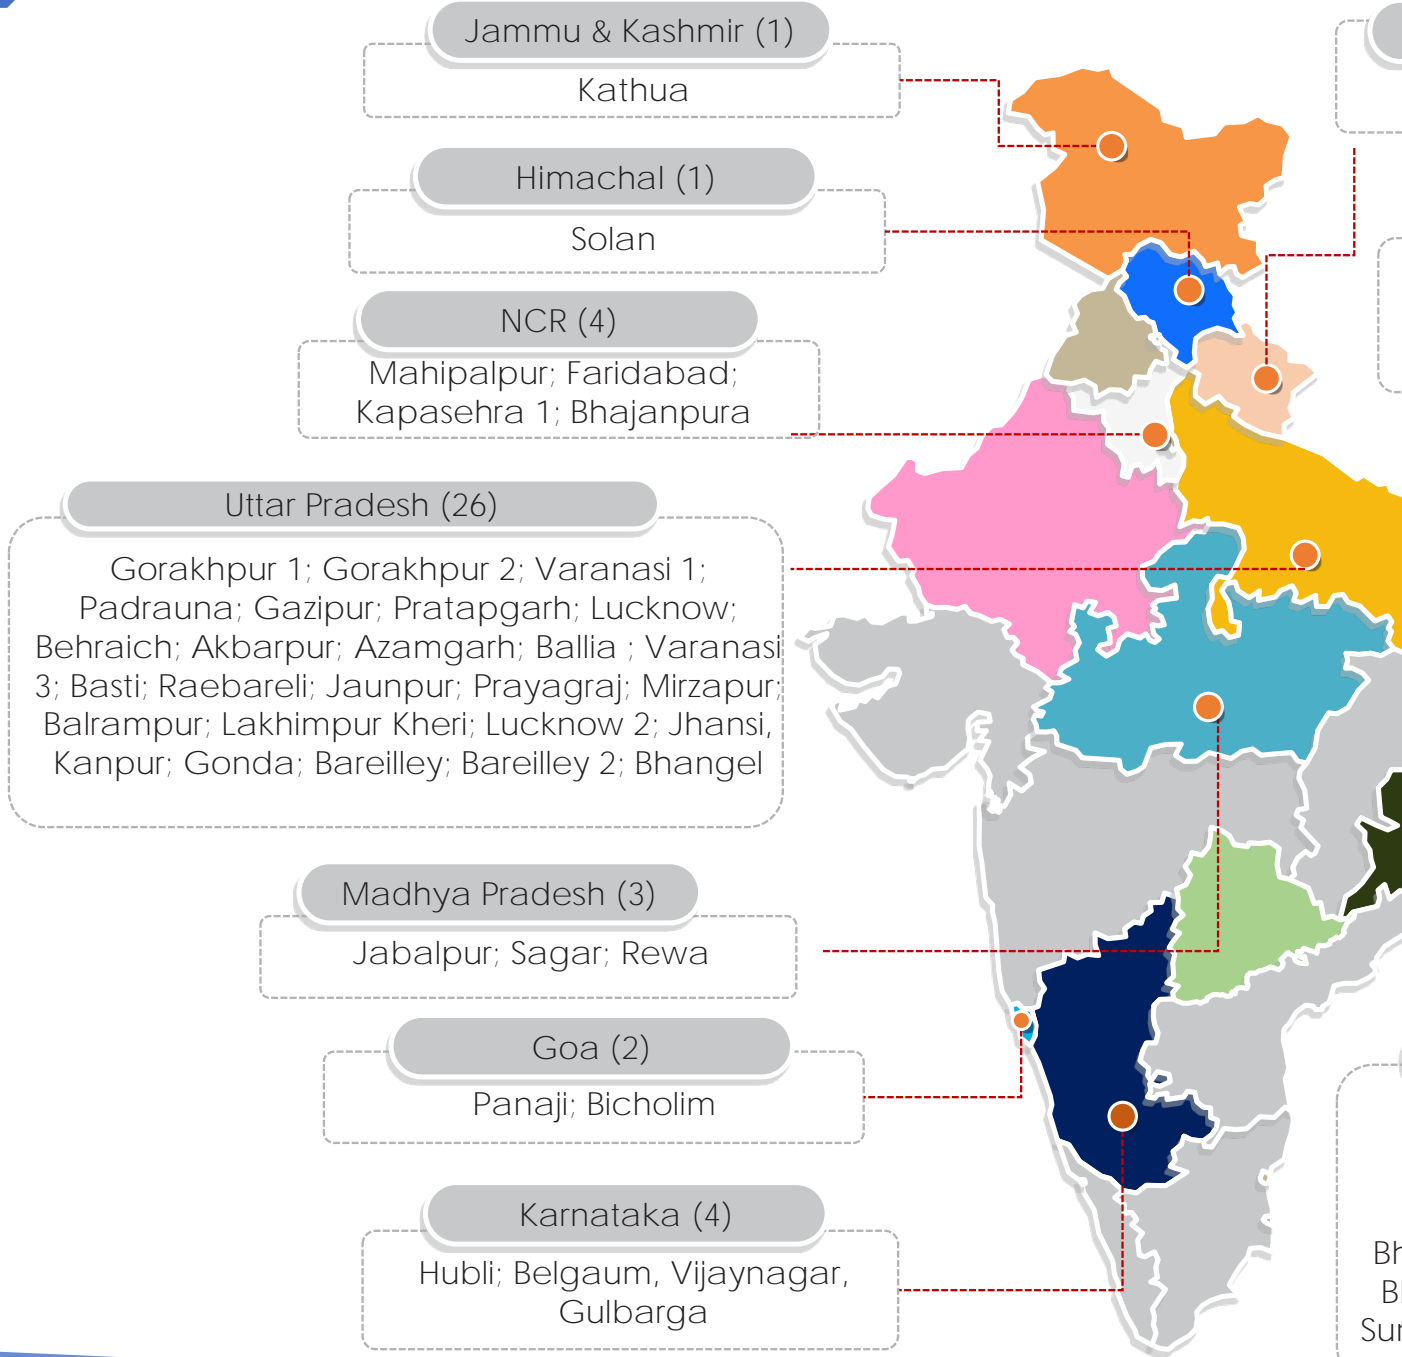 Jammu & Kashmir (1)
Kathua
Himachal (1)
Solan
NCR (4)
Mahipalpur; Faridabad;
Kapasehra 1; Bhajanpura
Uttar Pradesh (26)
Gorakhpur 1; Gorakhpur 2; Varanasi 1;
Padrauna; Gazipur; Pratapgarh; Lucknow;
Behraich; Akbarpur; Azamgarh; Ballia ; Varanasi
3; Basti; Raebareli; Jaunpur; Prayagraj; Mirzapur;
Balrampur; Lakhimpur Kheri; Lucknow 2; Jhansi,
Kanpur; Gonda; Bareilley; Bareilley 2; Bhangel
Madhya Pradesh (3)
Jabalpur; Sagar; Rewa
Goa (2)
Panaji; Bicholim
Karnataka (4)
Hubli; Belgaum, Vijaynagar,
Gulbarga